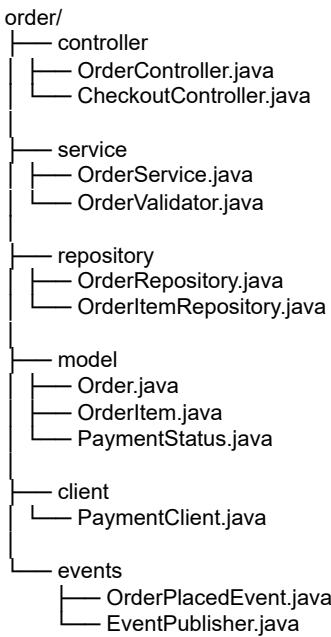 order/
├── controller
│ ├── OrderController.java
│ └── CheckoutController.java
│
├── service
│ ├── OrderService.java
│ └── OrderValidator.java
│
├── repository
│ ├── OrderRepository.java
│ └── OrderItemRepository.java
│
├── model
│ ├── Order.java
│ ├── OrderItem.java
│ └── PaymentStatus.java
│
├── client
│ └── PaymentClient.java
│
└── events
├── OrderPlacedEvent.java
└── EventPublisher.java